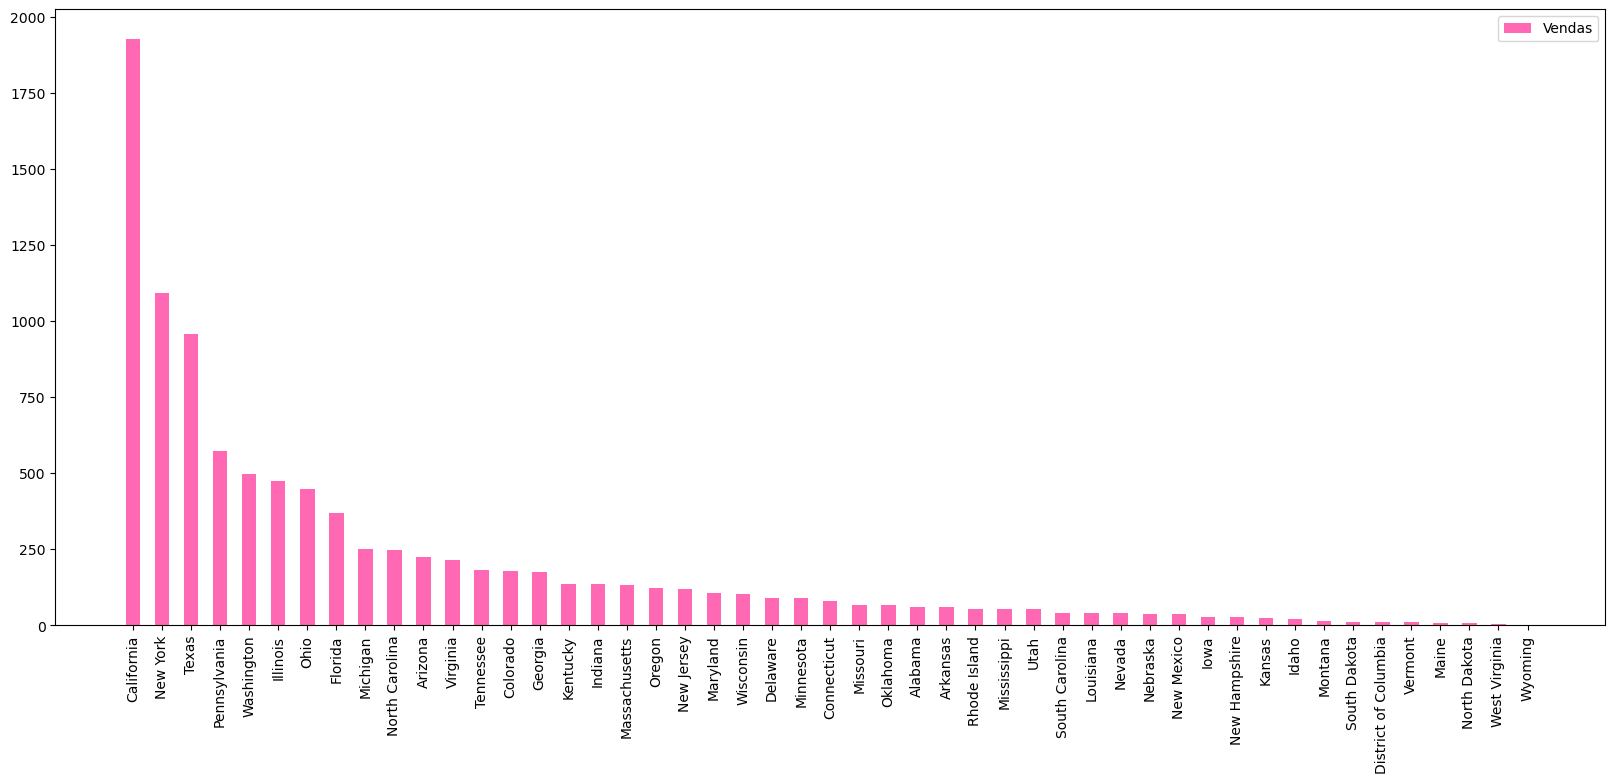 2000
1750
1500
1250
1000
750
500
250
0
Vendas
California
New York
Texas
Pennsylvania
Washington
Illinois
Ohio
Florida
Michigan
North Carolina
Arizona
Virginia
Tennessee
Colorado
Georgia
Kentucky
Indiana
Massachusetts
Oregon
New Jersey
Maryland
Wisconsin
Delaware
Minnesota
Connecticut
Missouri
Oklahoma
Alabama
Arkansas
Rhode Island
Mississippi
Utah
South Carolina
Louisiana
Nevada
Nebraska
New Mexico
Iowa
New Hampshire
Kansas
Idaho
Montana
South Dakota
District of Columbia
Vermont
Maine
North Dakota
West Virginia
Wyoming